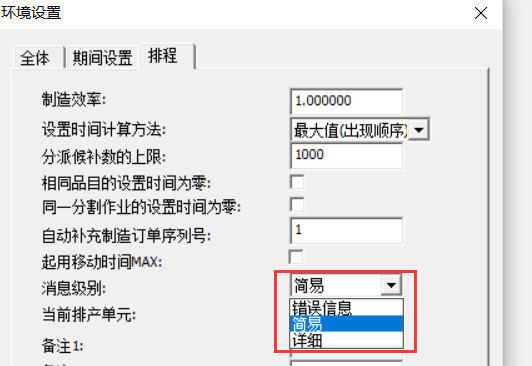 环境设置
全体 期间设置 排程
制造效率: 1.000000
设置时间计算方法: 最大值(出现顺序)
分派候补数的上限: 1000
相同品目的设置时间为零:
同一分割作业的设置时间为零:
自动补充制造订单序列号: 1
起用移动时间MAX:
消息级别: 简易
错误信息
当前排产单元: 简易
详细
备注1: